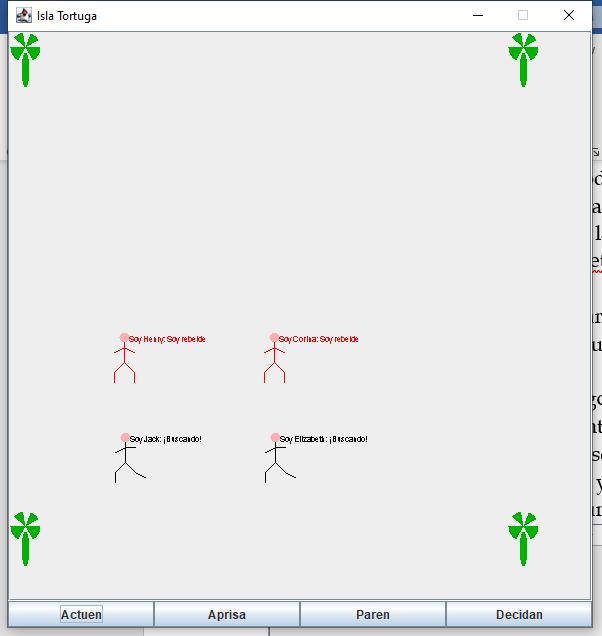 Isla Tortuga
Soy Henry: Soy rebelde
Soy Corina: Soy rebelde
Soy Jack: ¡Buscando!
Soy Elizabeth: ¡Buscando!
Actuen
Aprisa
Paren
Decidan